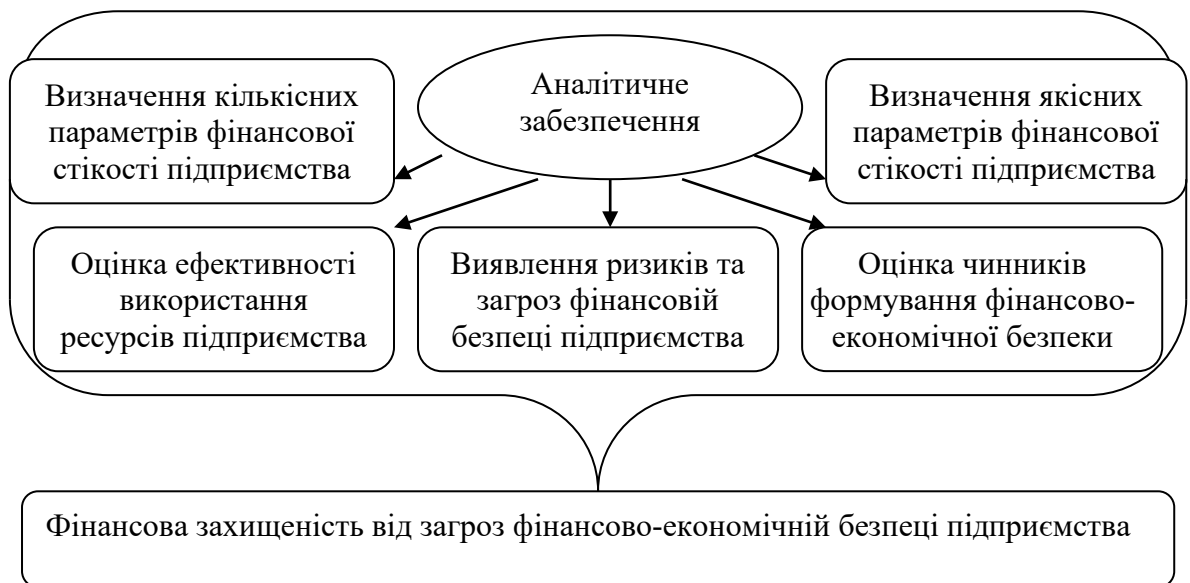 Визначення кількісних
параметрів фінансової
стікості підприємства
Аналітичне
забезпечення
Визначення якісних
параметрів фінансової
стікості підприємства
Оцінка ефективності
використання
ресурсів підприємства
Виявлення ризиків та
загроз фінансовій
безпеці підприємства
Оцінка чинників
формування фінансово-
економічної безпеки
Фінансова захищеність від загроз фінансово-економічній безпеці підприємства